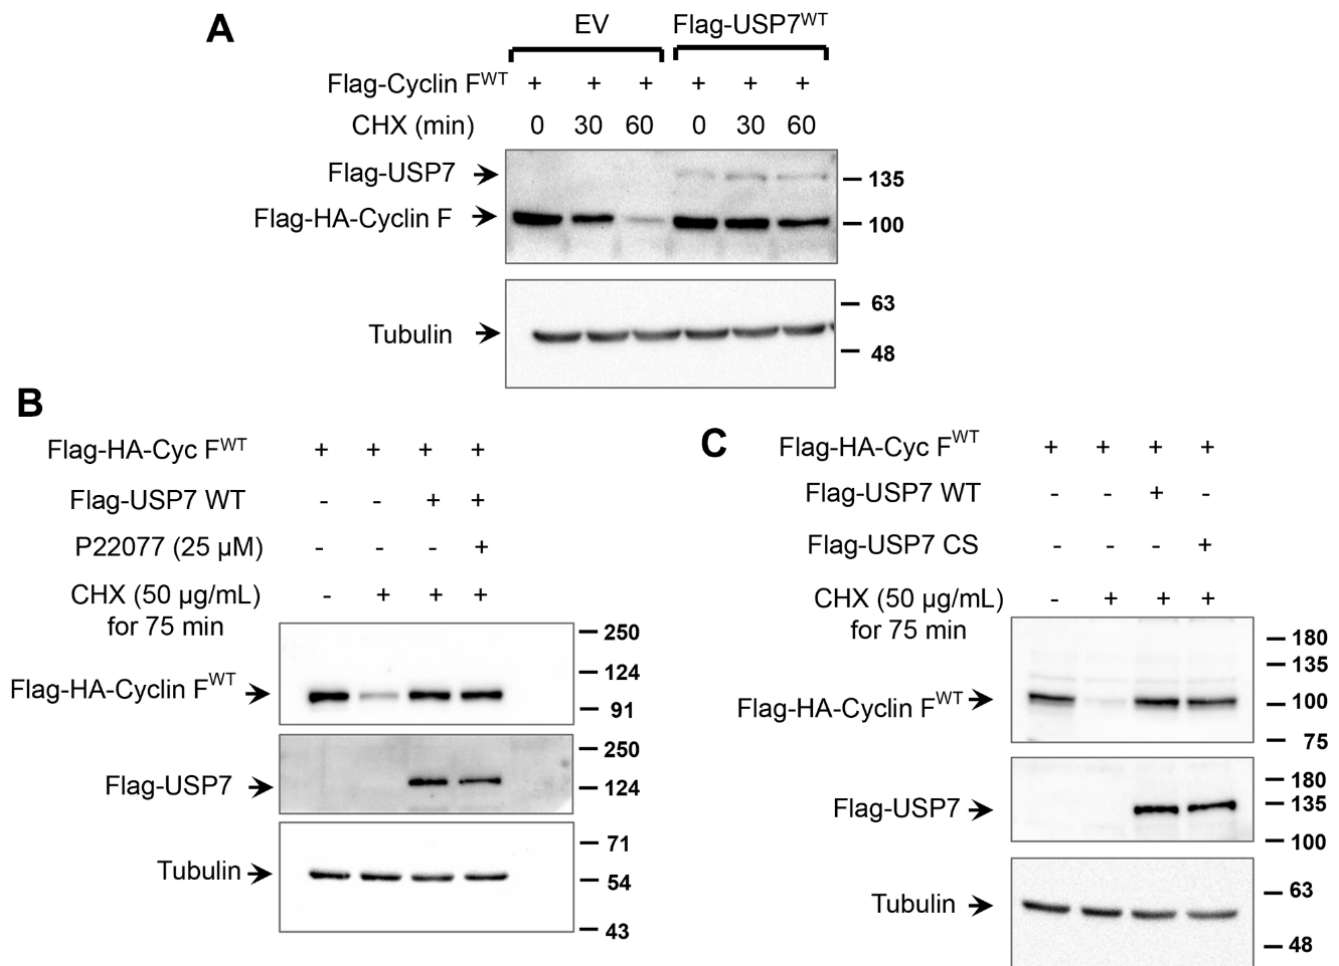 A
EV Flag-USP7WT
Flag-Cyclin FWT + + + + + +
CHX (min) 0 30 60 0 30 60
Flag-USP7 135
Flag-HA-Cyclin F 100
63
Tubulin
48
B
Flag-HA-Cyc FWT + + + +
Flag-USP7 WT - - + +
P22077 (25 µM) - - - +
CHX (50 µg/mL) - + + +
for 75 min
250
124
Flag-HA-Cyclin FWT
91
250
Flag-USP7 124
71
Tubulin 54
43
C
Flag-HA-Cyc FWT + + + +
Flag-USP7 WT - - + -
Flag-USP7 CS - - - +
CHX (50 µg/mL) - + + +
for 75 min
180
135
Flag-HA-Cyclin FWT 100
75
180
Flag-USP7 135
100
63
Tubulin
48